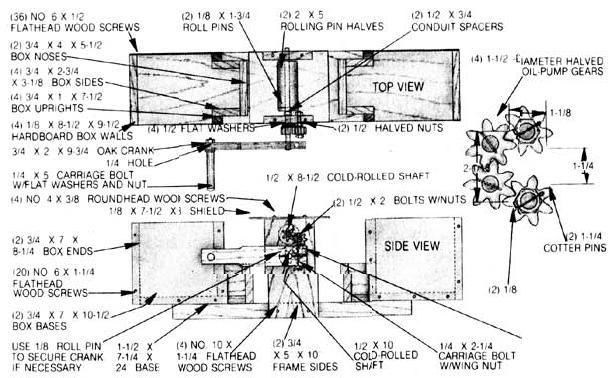 (36) NO 6 X 1/2
FLATHEAD WOOD SCREWS
(2) 3/4 X 4 X 5-1/2
BOX NOSES
(4) 3/4 X 2-3/4
X 3-1/8 BOX SIDES
(4) 3/4 X 1 X 7-1/2
BOX UPRIGHTS
(4) 1/8 X 8-1/2 X 9-1/2
HARDBOARD BOX WALLS
3/4 X 2 X 9-3/4 OAK CRANK
1/4 HOLE
1/4 X 5 CARRIAGE BOLT
W/FLAT WASHERS AND NUT
(2) 1/8 X 1-3/4
ROLL PINS
(2) 2 X 5
ROLLING PIN HALVES
(2) 1/2 X 3/4
CONDUIT SPACERS
TOP VIEW
(4) 1/2 FLAT WASHERS
(2) 1/2 HALVED NUTS
(4) 1-1/2 DIAMETER HALVED
OIL-PUMP GEARS
1-1/8
1-1/4
(2) 1-1/4
COTTER PINS
(2) 1/8
1/2 X 8-1/2 COLD-ROLLED SHAFT
(4) NO 4 X 3/8 ROUNDHEAD WOOD SCREWS
1/8 X 7-1/2 X SHIELD
(2) 1/2 X 2 BOLTS W/NUTS
(2) 3/4 X 7 X
8-1/4 BOX ENDS
SIDE VIEW
(20) NO 6 X 1-1/4
FLATHEAD
WOOD SCREWS
(2) 3/4 X 7 X 10-1/2
BOX BASES
USE 1/8 ROLL PIN
TO SECURE CRANK
IF NECESSARY
1-1/2 X
7-1/4 X
24 BASE
(4) NO. 10 X
1-1/4 FLATHEAD
WOOD SCREWS
(2) 3/4
X 5 X 10
FRAME SIDES
1/2 X 10
COLD-ROLLED
SHAFT
1/4 X 2-1/4
CARRIAGE BOLT
W/WING NUT